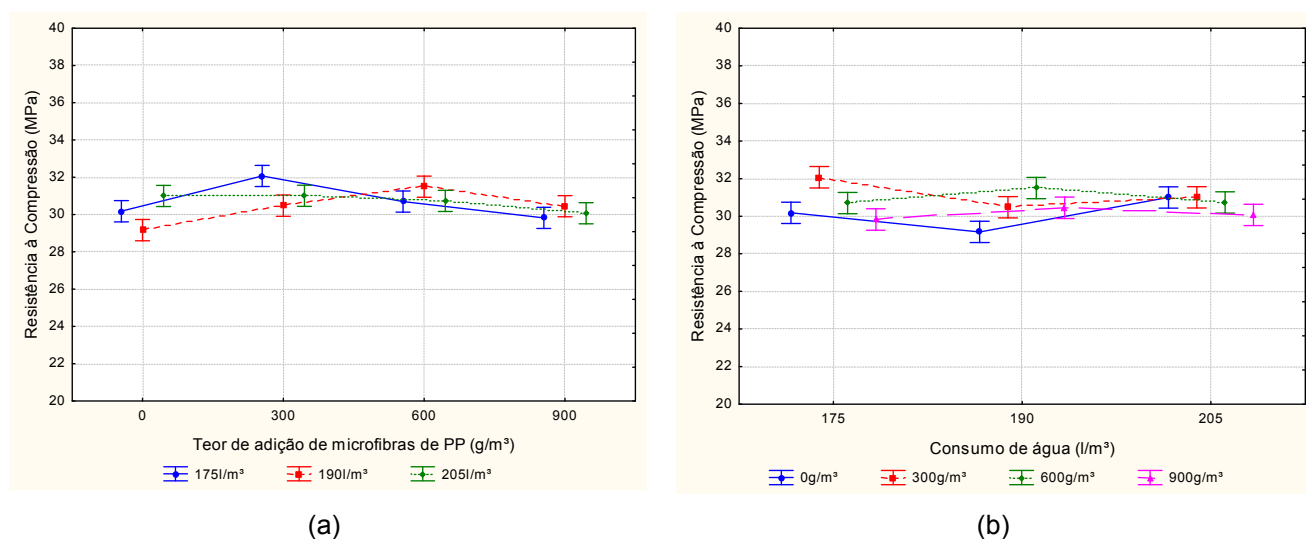 40
38
36
34
32
30
28
26
24
22
20
Resistência à Compressão (MPa)
0 300 600 900
Teor de adição de microfibras de PP (g/m³)
175l/m³ 190l/m³ 205l/m³
(a)
40
38
36
34
32
30
28
26
24
22
20
Resistência à Compressão (MPa)
175 190 205
Consumo de água (l/m³)
0g/m³ 300g/m³ 600g/m³ 900g/m³
(b)